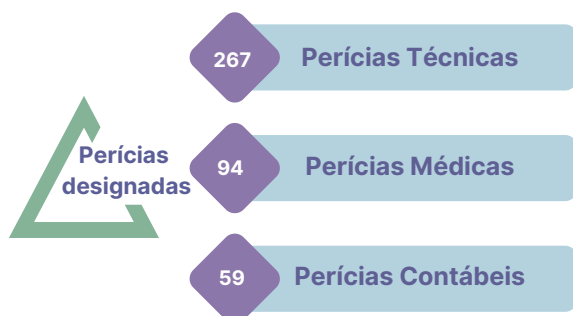 267 Perícias Técnicas
Perícias
designadas
94 Perícias Médicas
59 Perícias Contábeis